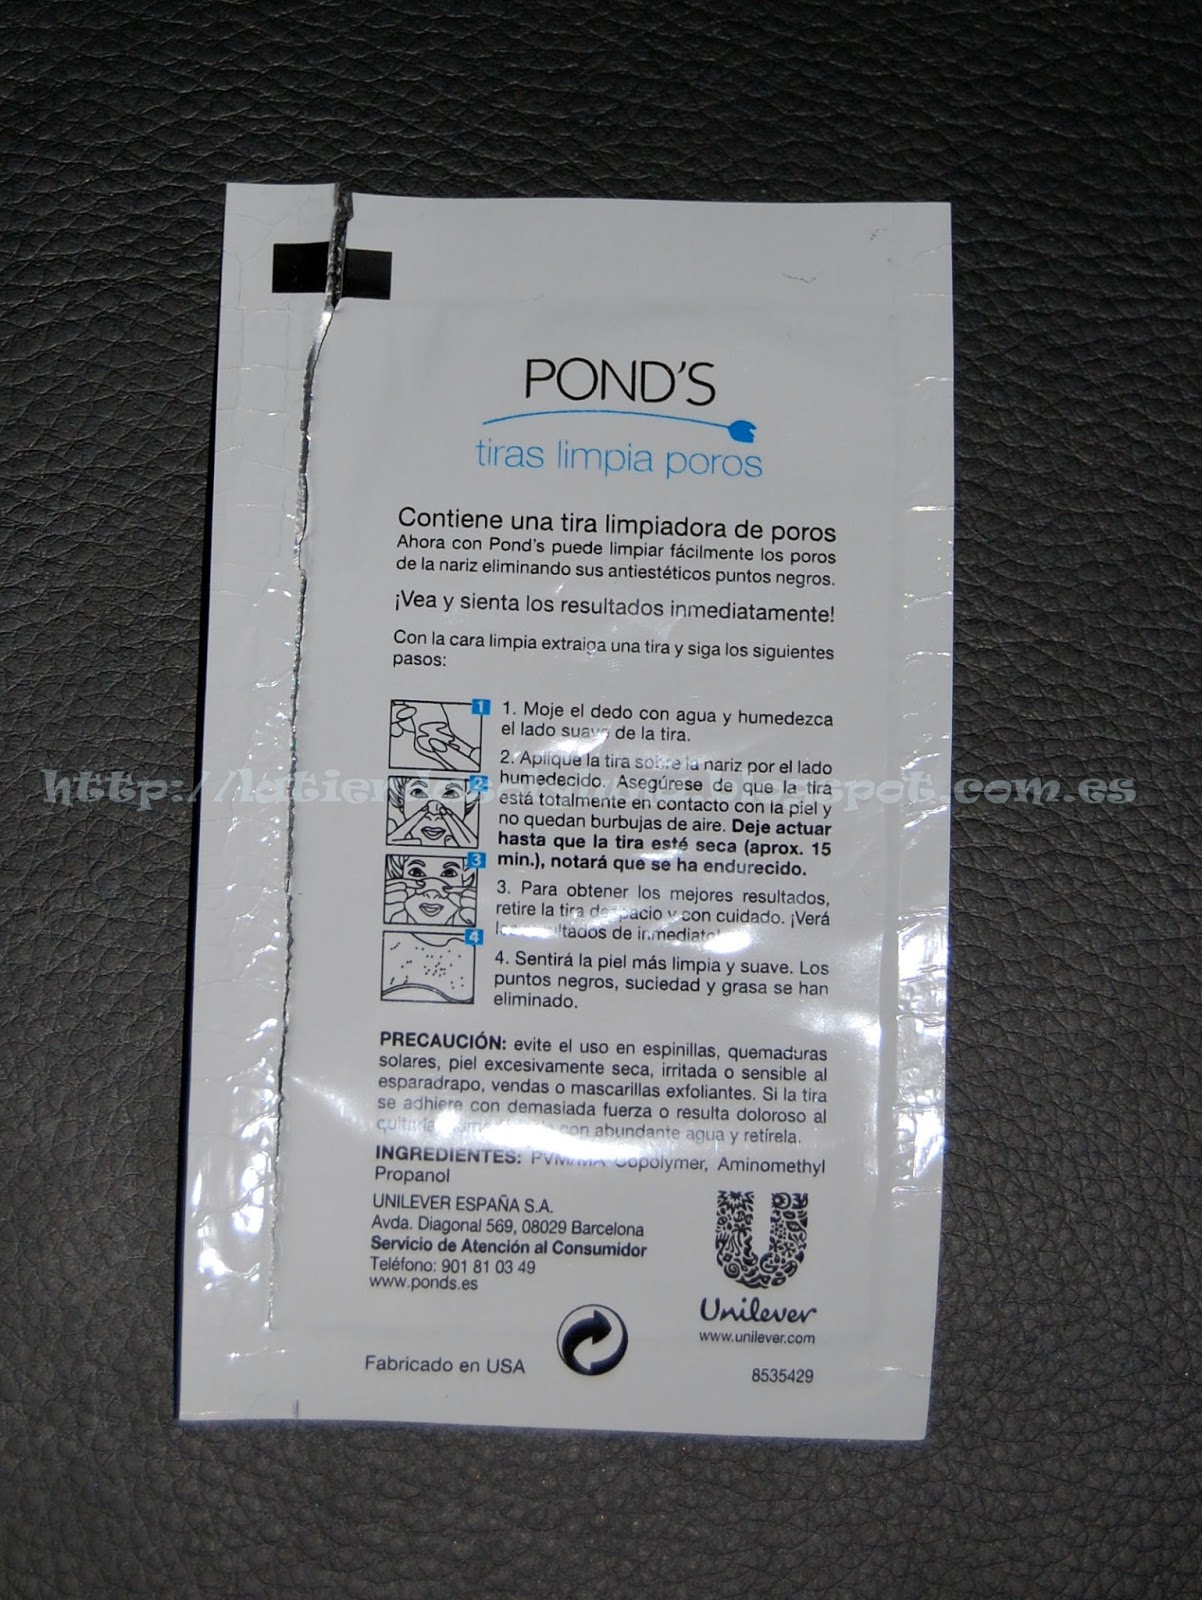 POND'S
tiras limpia poros
Contiene una tira limpiadora de poros
Ahora con Pond's puede limpiar fácilmente los poros
de la nariz eliminando sus antiestéticos puntos negros.
¡Vea y sienta los resultados inmediatamente!
Con la cara limpia extraiga una tira y siga los siguientes
pasos:
1
1. Moje el dedo con agua y humedezca
el lado suave de la tira.
2
2. Aplique la tira sobre la nariz por el lado
humedecido. Asegúrese de que la tira
está totalmente en contacto con la piel y
no quedan burbujas de aire. Deje actuar
hasta que la tira esté seca (aprox. 15
min.), notará que se ha endurecido.
3
3. Para obtener los mejores resultados,
retire la tira despacio y con cuidado. ¡Verá
los resultados de inmediato!
4
4. Sentirá la piel más limpia y suave. Los
puntos negros, suciedad y grasa se han
eliminado.
PRECAUCIÓN: evite el uso en espinillas, quemaduras
solares, piel excesivamente seca, irritada o sensible al
esparadrapo, vendas o mascarillas exfoliantes. Si la tira
se adhiere con demasiada fuerza o resulta doloroso al
con abundante agua y retírela.
INGREDIENTES: PVM/MA Copolymer, Aminomethyl
Propanol
UNILEVER ESPAÑA S.A.
Avda. Diagonal 569, 08029 Barcelona
Servicio de Atención al Consumidor
Teléfono: 901 81 03 49
www.ponds.es
Unilever
www.unilever.com
Fabricado en USA
8535429